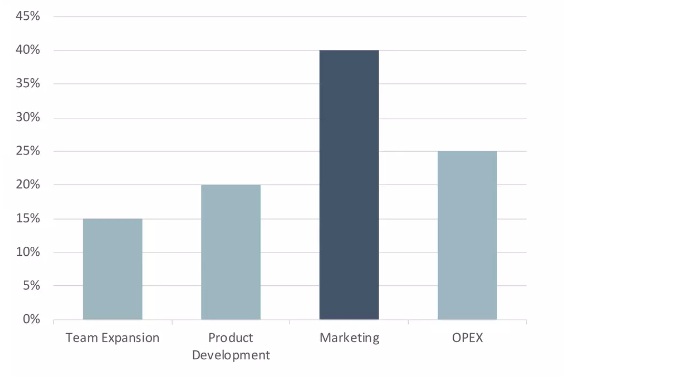 45%
40%
35%
30%
25%
20%
15%
10%
5%
0%
Team Expansion
Product
Development
Marketing
OPEX